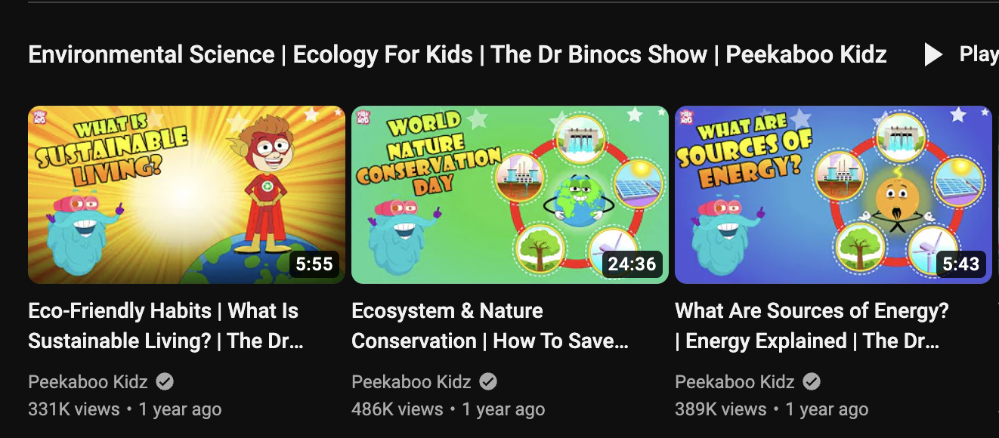 Environmental Science | Ecology For Kids | The Dr Binocs Show | Peekaboo Kidz
Play
WHAT IS
SUSTAINABLE
LIVING?
5:55
WORLD
NATURE
CONSERVATION
DAY
24:36
WHAT ARE
SOURCES OF
ENERGY?
5:43
Eco-Friendly Habits | What Is
Sustainable Living? | The Dr...
Peekaboo Kidz
331K views • 1 year ago
Ecosystem & Nature
Conservation | How To Save...
Peekaboo Kidz
486K views • 1 year ago
What Are Sources of Energy?
| Energy Explained | The Dr...
Peekaboo Kidz
389K views • 1 year ago